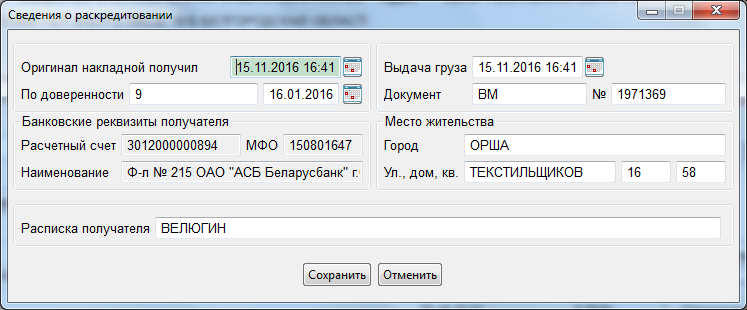 Сведения о раскредитовании
Оригинал накладной получил 15.11.2016 16:41 Выдача груза 15.11.2016 16:41
По доверенности 9 16.01.2016 Документ ВМ № 1971369
Банковские реквизиты получателя Место жительства
Расчетный счет 3012000000894 МФО 150801647 Город ОРША
Наименование Ф-л № 215 ОАО "АСБ Беларусбанк" г. Ул., дом, кв. ТЕКСТИЛЬЩИКОВ 16 58
Расписка получателя ВЕЛЮГИН
Сохранить Отменить